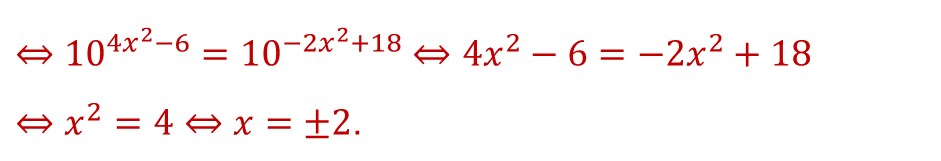 ⇔ 10^{4x^2−6} = 10^{−2x^2+18} ⇔ 4x^2 − 6 = −2x^2 + 18
⇔ x^2 = 4 ⇔ x = ±2.